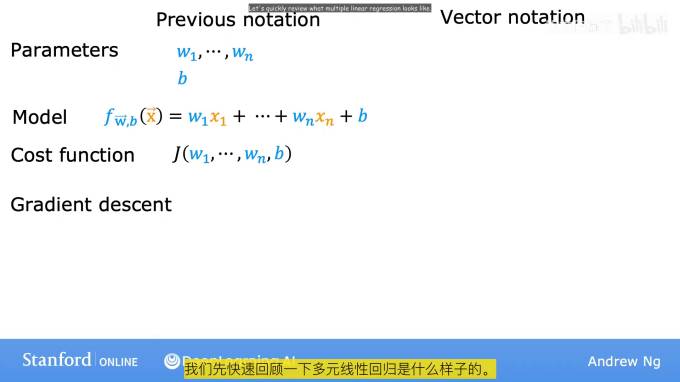 Let's quickly review what multiple linear regression looks like.
Previous notation
Vector notation
bilibili
Parameters w₁,⋯,wₙ
b
Model f_{w⃗,b}(x⃗) = w₁x₁ + ⋯ + wₙxₙ + b
Cost function J(w₁,⋯,wₙ,b)
Gradient descent
我们先快速回顾一下多元线性回归是什么样子的。
Stanford ONLINE
Andrew Ng